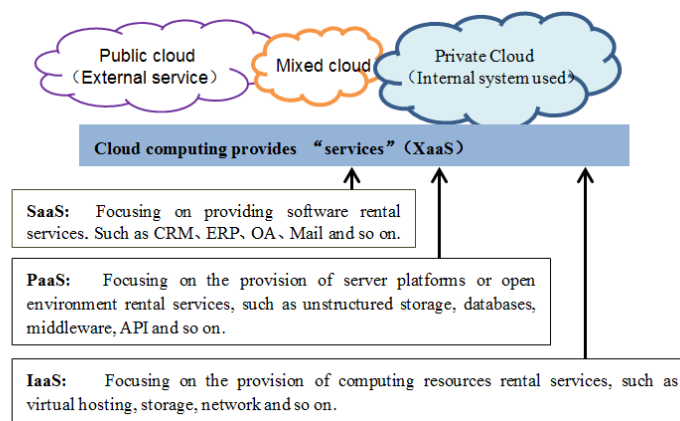 Public cloud
（External service）
Mixed cloud
Private Cloud
（Internal system used）
Cloud computing provides “services”（XaaS）
SaaS: Focusing on providing software rental
services. Such as CRM、ERP、OA、Mail and so on.
PaaS: Focusing on the provision of server platforms or open
environment rental services, such as unstructured storage, databases,
middleware, API and so on.
IaaS: Focusing on the provision of computing resources rental services, such as
virtual hosting, storage, network and so on.